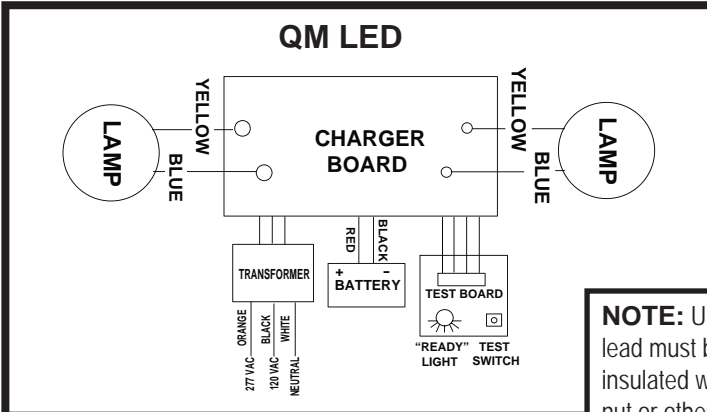 QM LED
YELLOW
BLUE
LAMP
CHARGER
BOARD
YELLOW
BLUE
LAMP
RED
BLACK
TRANSFORMER
+ –
BATTERY
TEST BOARD
“READY”
LIGHT
TEST
SWITCH
ORANGE
277 VAC
BLACK
120 VAC
WHITE
NEUTRAL
NOTE:
lead must
insulated
nut or other